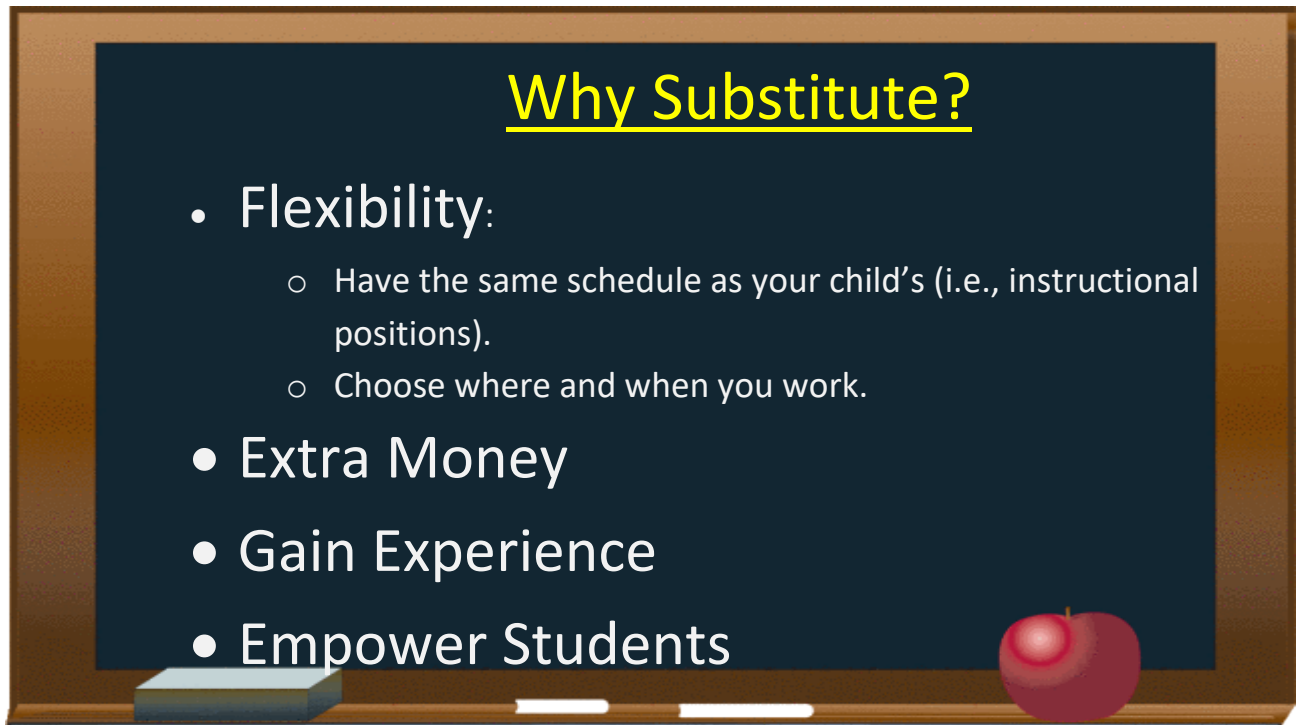 Why Substitute?
• Flexibility:
o Have the same schedule as your child’s (i.e., instructional
positions).
o Choose where and when you work.
• Extra Money
• Gain Experience
• Empower Students